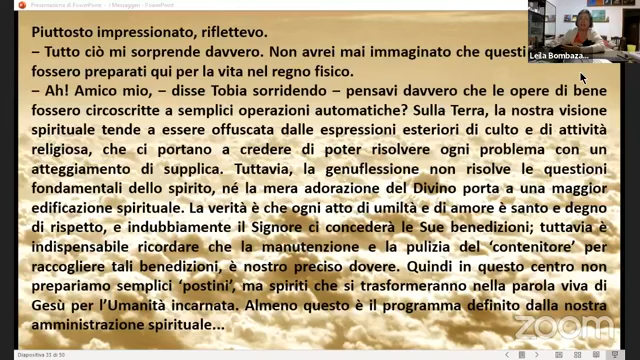 Presentazione di PowerPoint - I Messaggeri - PowerPoint
Piuttosto impressionato, riflettevo.
– Tutto ciò mi sorprende davvero. Non avrei mai immaginato che questi
fossero preparati qui per la vita nel regno fisico.
– Ah! Amico mio, – disse Tobia sorridendo – pensavi davvero che le opere di bene
fossero circoscritte a semplici operazioni automatiche? Sulla Terra, la nostra visione
spirituale tende a essere offuscata dalle espressioni esteriori di culto e di attività
religiosa, che ci portano a credere di poter risolvere ogni problema con un
atteggiamento di supplica. Tuttavia, la genuflessione non risolve le questioni
fondamentali dello spirito, né la mera adorazione del Divino porta a una maggior
edificazione spirituale. La verità è che ogni atto di umiltà e di amore è santo e degno
di rispetto, e indubbiamente il Signore ci concederà le Sue benedizioni; tuttavia è
indispensabile ricordare che la manutenzione e la pulizia del ‘contenitore’ per
raccogliere tali benedizioni, è nostro preciso dovere. Quindi in questo centro non
prepariamo semplici ‘postini’, ma spiriti che si trasformeranno nella parola viva di
Gesù per l’Umanità incarnata. Almeno questo è il programma definito dalla nostra
amministrazione spirituale...
Leila Bombaza...
zoom
Diapositiva 33 di 50